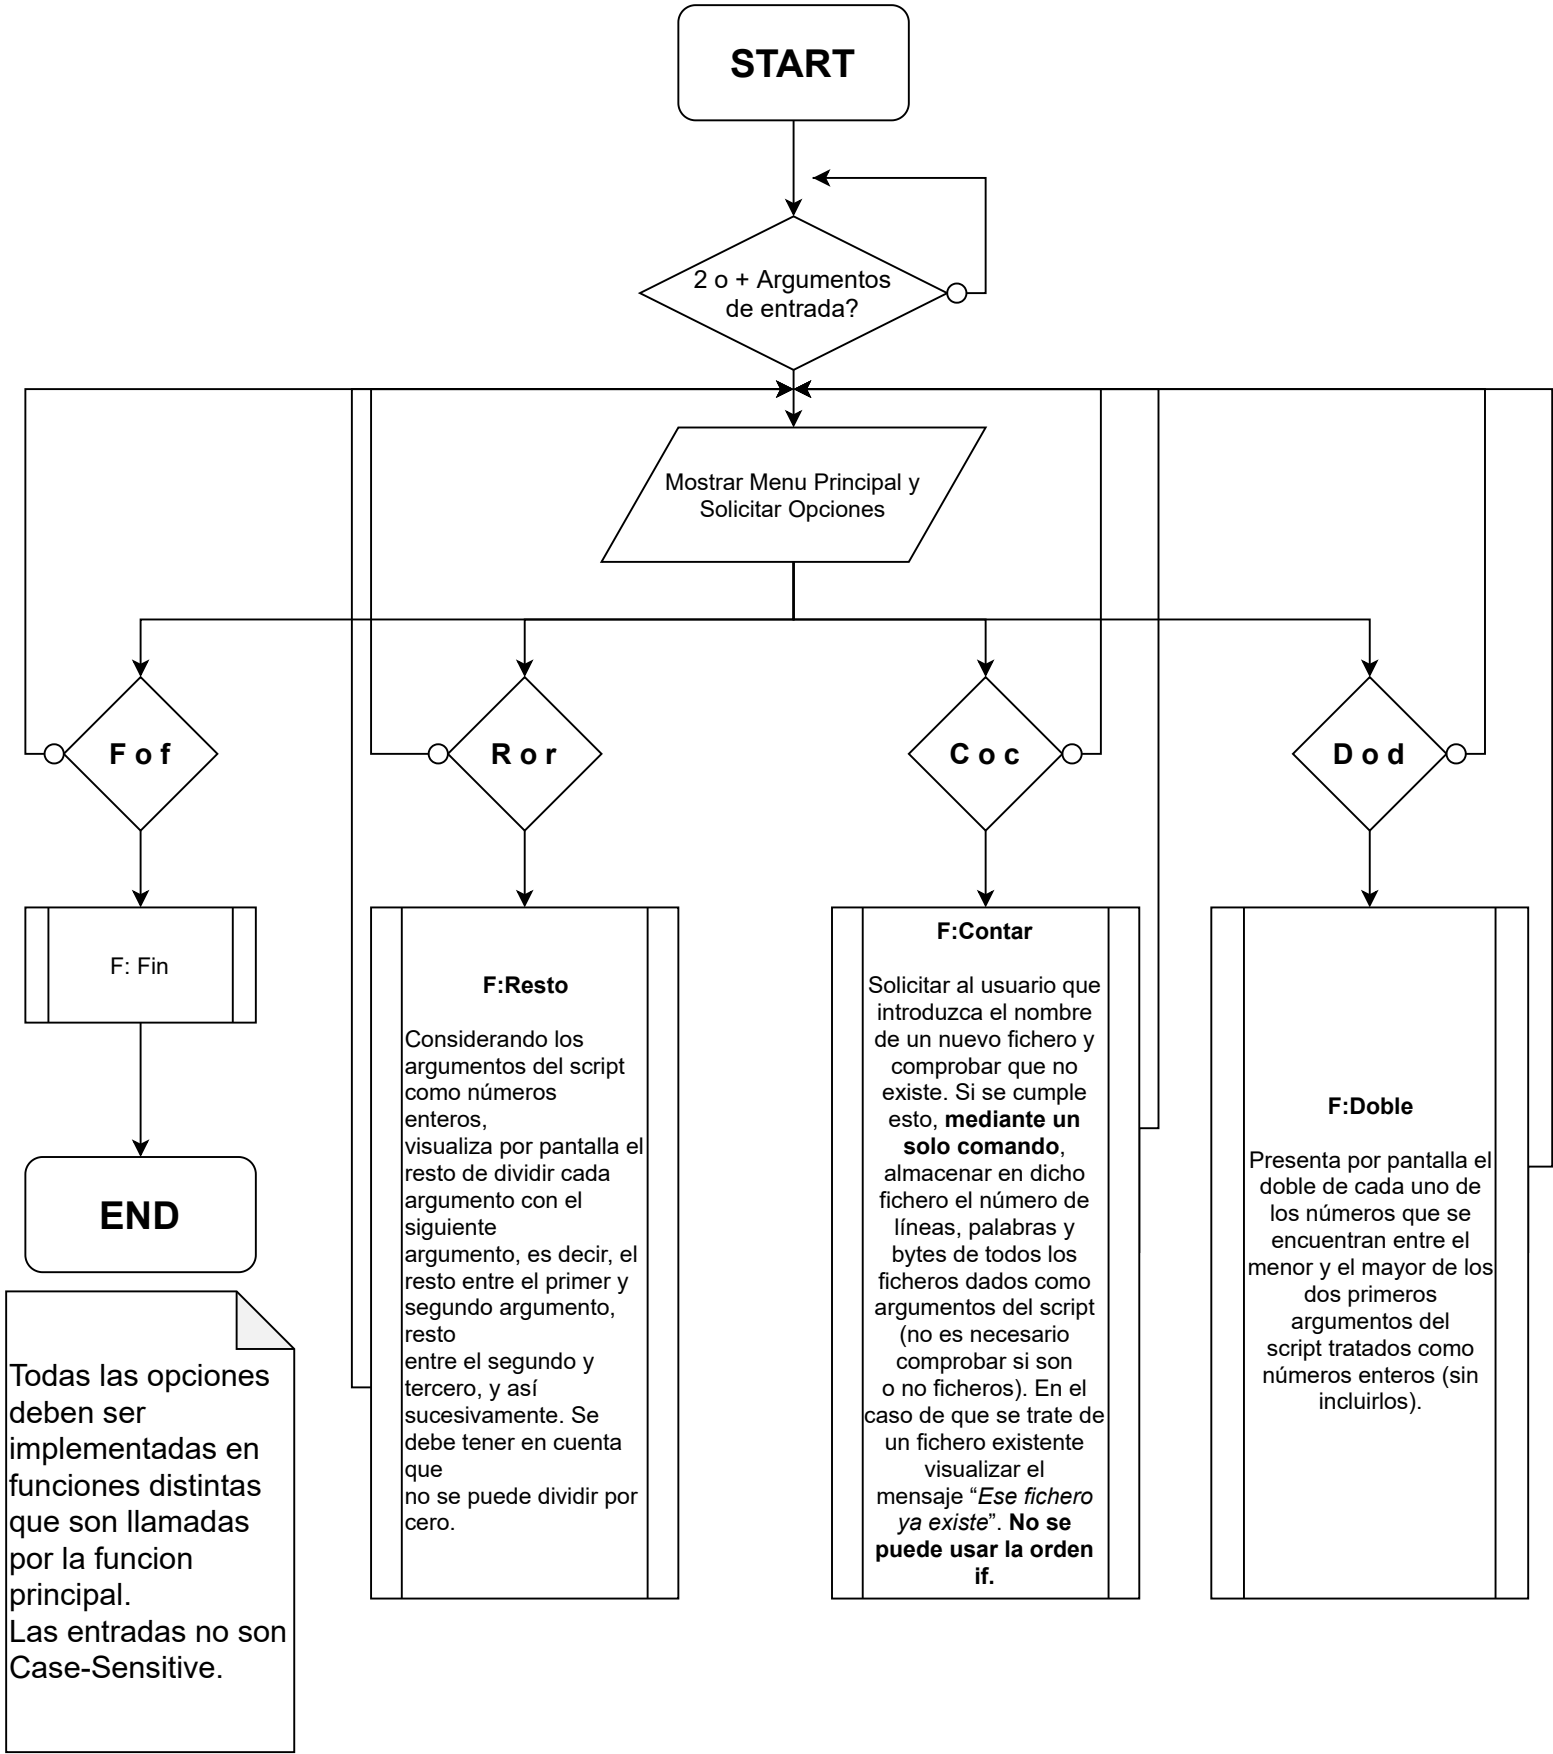 START
2 o + Argumentos
de entrada?
Mostrar Menu Principal y
Solicitar Opciones
F o f
R o r
C o c
D o d
F: Fin
END
Todas las opciones
deben ser
implementadas en
funciones distintas
que son llamadas
por la funcion
principal.
Las entradas no son
Case-Sensitive.
F:Resto
Considerando los
argumentos del script
como números
enteros,
visualiza por pantalla el
resto de dividir cada
argumento con el
siguiente
argumento, es decir, el
resto entre el primer y
segundo argumento,
resto
entre el segundo y
tercero, y así
sucesivamente. Se
debe tener en cuenta
que
no se puede dividir por
cero.
F:Contar
Solicitar al usuario que
introduzca el nombre
de un nuevo fichero y
comprobar que no
existe. Si se cumple
esto, mediante un
solo comando,
almacenar en dicho
fichero el número de
líneas, palabras y
bytes de todos los
ficheros dados como
argumentos del script
(no es necesario
comprobar si son
o no ficheros). En el
caso de que se trate de
un fichero existente
visualizar el
mensaje “Ese fichero
ya existe”. No se
puede usar la orden
if.
F:Doble
Presenta por pantalla el
doble de cada uno de
los números que se
encuentran entre el
menor y el mayor de los
dos primeros
argumentos del
script tratados como
números enteros (sin
incluirlos).